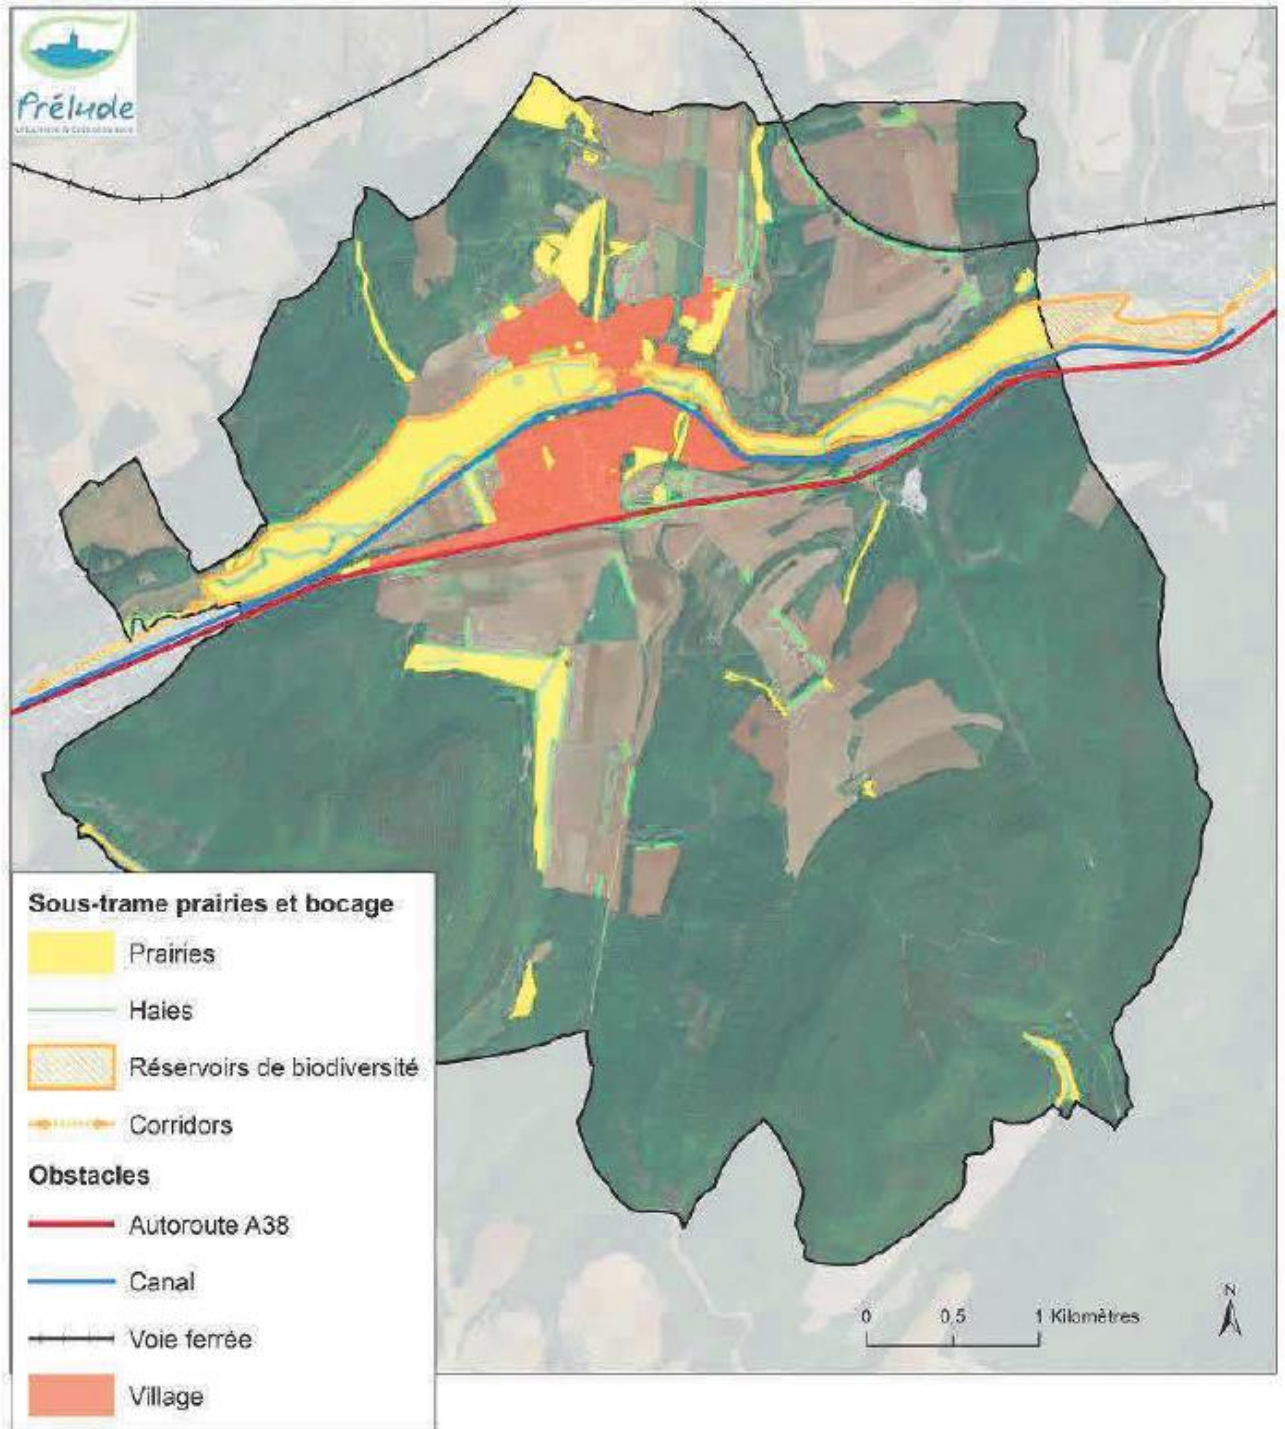 Prélude
Sous-trame prairies et bocage
Prairies
Haies
Réservoirs de biodiversité
Corridors
Obstacles
Autoroute A38
Canal
Voie ferrée
Village
0 0,5 1 Kilomètres
N